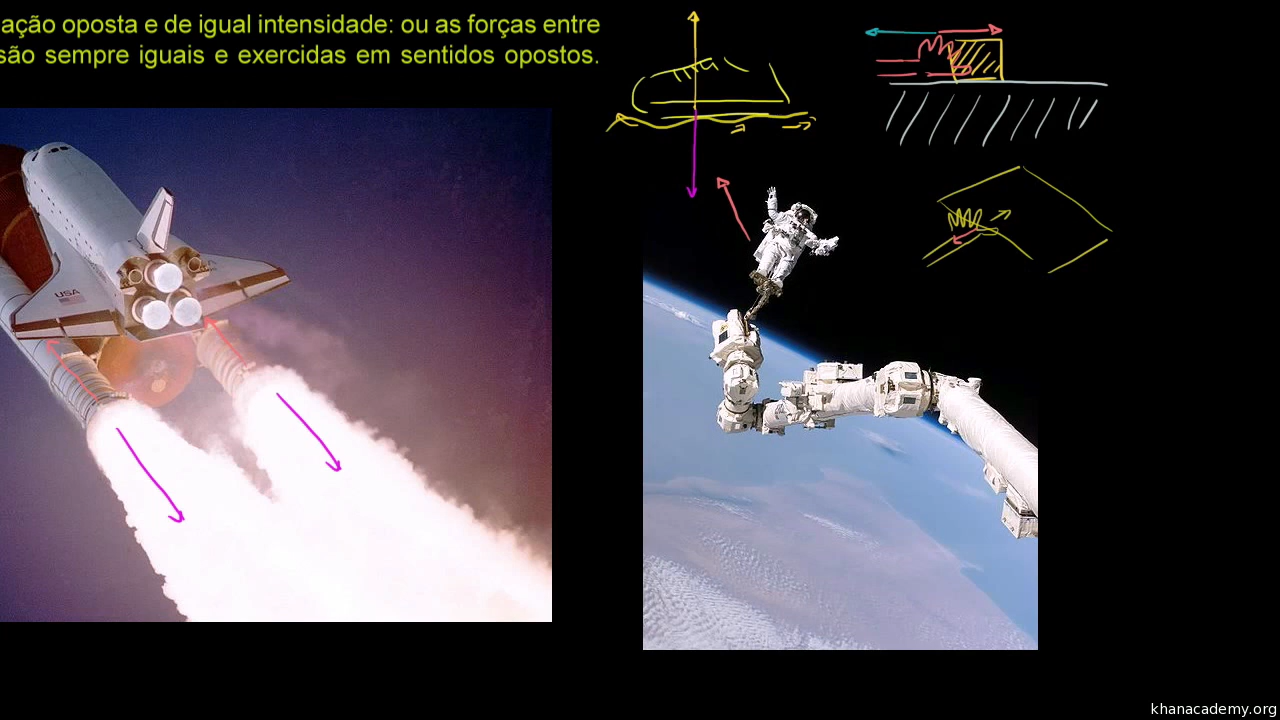 ação oposta e de igual intensidade: ou as forças entre
são sempre iguais e exercidas em sentidos opostos.
USA
khanacademy.org